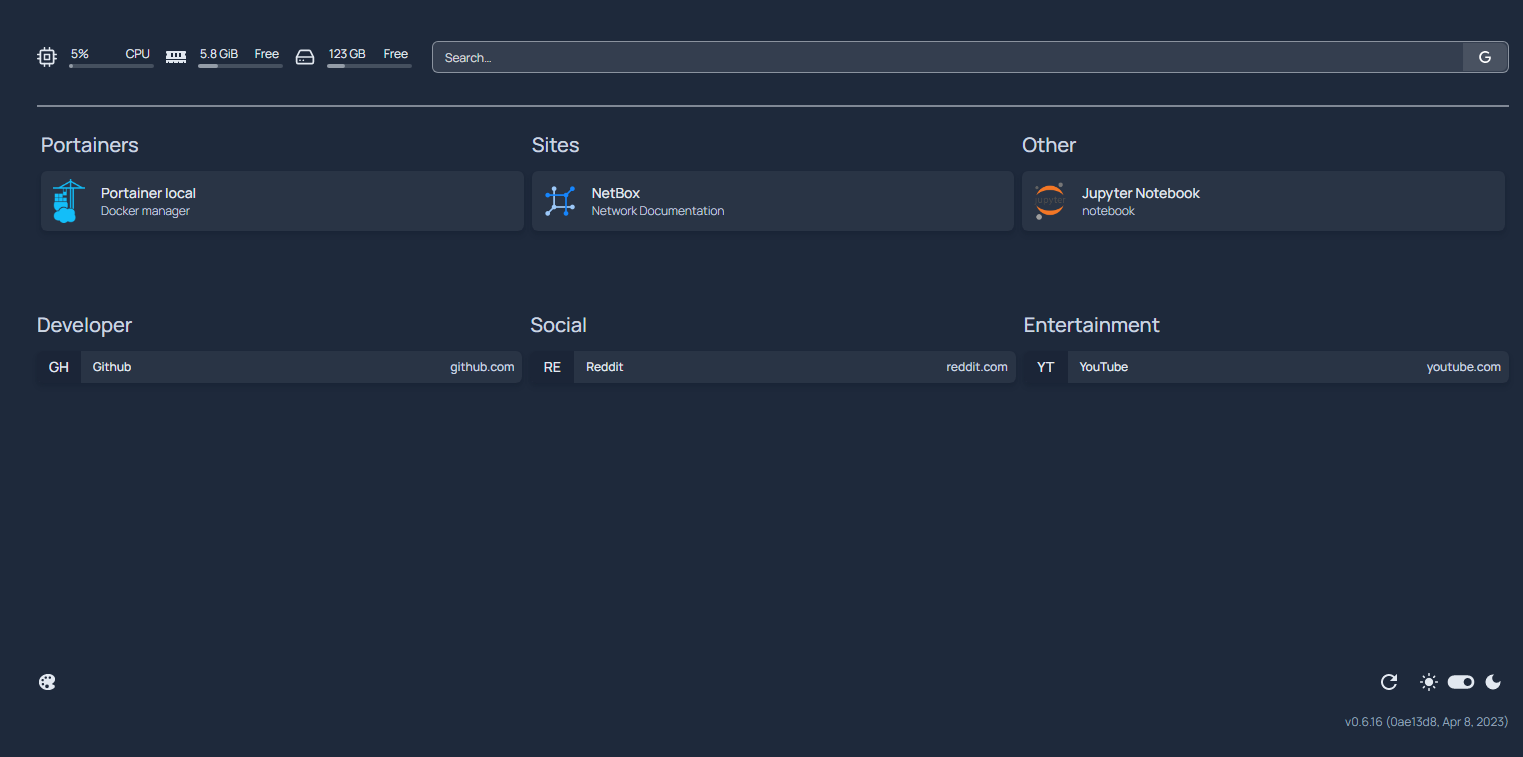 5% CPU 5.8 GiB Free 123 GB Free Search... G
Portainers Sites Other
Portainer local NetBox Jupyter Notebook
Docker manager Network Documentation notebook
jupyter
Developer Social Entertainment
GH Github github.com RE Reddit reddit.com YT YouTube youtube.com
v0.6.16 (0ae13d8, Apr 8, 2023)